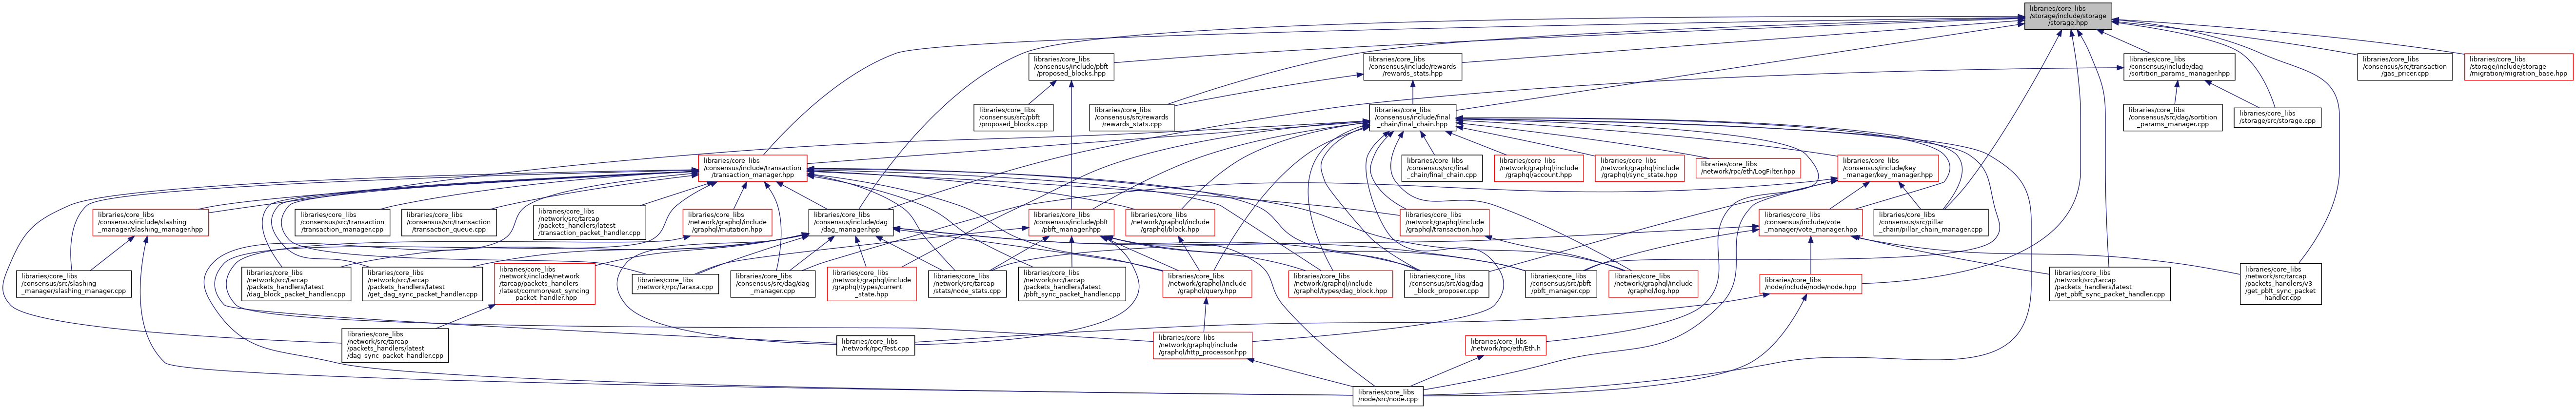 libraries/core_libs
/storage/include/storage
/storage.hpp
libraries/core_libs
/consensus/include/pbft
/proposed_blocks.hpp
libraries/core_libs
/consensus/include/rewards
/rewards_stats.hpp
libraries/core_libs
/consensus/include/dag
/sortition_params_manager.hpp
libraries/core_libs
/consensus/src/transaction
/gas_pricer.cpp
libraries/core_libs
/storage/include/storage
/migration/migration_base.hpp
libraries/core_libs
/consensus/src/pbft
/proposed_blocks.cpp
libraries/core_libs
/consensus/src/rewards
/rewards_stats.cpp
libraries/core_libs
/consensus/include/final
_chain/final_chain.hpp
libraries/core_libs
/consensus/src/dag/sortition
_params_manager.cpp
libraries/core_libs
/storage/src/storage.cpp
libraries/core_libs
/consensus/include/transaction
/transaction_manager.hpp
libraries/core_libs
/consensus/src/final
_chain/final_chain.cpp
libraries/core_libs
/network/graphql/include
/graphql/account.hpp
libraries/core_libs
/network/graphql/include
/graphql/sync_state.hpp
libraries/core_libs
/network/rpc/eth/LogFilter.hpp
libraries/core_libs
/consensus/include/key
_manager/key_manager.hpp
libraries/core_libs
/consensus/include/slashing
_manager/slashing_manager.hpp
libraries/core_libs
/consensus/src/transaction
/transaction_manager.cpp
libraries/core_libs
/consensus/src/transaction
/transaction_queue.cpp
libraries/core_libs
/network/src/tarcap
/packets_handlers/latest
/transaction_packet_handler.cpp
libraries/core_libs
/network/graphql/include
/graphql/mutation.hpp
libraries/core_libs
/consensus/include/dag
/dag_manager.hpp
libraries/core_libs
/consensus/include/pbft
/pbft_manager.hpp
libraries/core_libs
/network/graphql/include
/graphql/block.hpp
libraries/core_libs
/network/graphql/include
/graphql/transaction.hpp
libraries/core_libs
/consensus/include/vote
_manager/vote_manager.hpp
libraries/core_libs
/consensus/src/pillar
_chain/pillar_chain_manager.cpp
libraries/core_libs
/consensus/src/slashing
_manager/slashing_manager.cpp
libraries/core_libs
/network/src/tarcap
/packets_handlers/latest
/dag_block_packet_handler.cpp
libraries/core_libs
/network/src/tarcap
/packets_handlers/latest
/get_dag_sync_packet_handler.cpp
libraries/core_libs
/network/include/network
/tarcap/packets_handlers
/latest/common/ext_syncing
_packet_handler.hpp
libraries/core_libs
/network/rpc/Taraxa.cpp
libraries/core_libs
/consensus/src/dag/dag
_manager.cpp
libraries/core_libs
/network/graphql/include
/graphql/types/current
_state.hpp
libraries/core_libs
/network/src/tarcap
/stats/node_stats.cpp
libraries/core_libs
/network/src/tarcap
/packets_handlers/latest
/pbft_sync_packet_handler.cpp
libraries/core_libs
/network/graphql/include
/graphql/query.hpp
libraries/core_libs
/network/graphql/include
/graphql/types/dag_block.hpp
libraries/core_libs
/consensus/src/dag/dag
_block_proposer.cpp
libraries/core_libs
/consensus/src/pbft
/pbft_manager.cpp
libraries/core_libs
/network/graphql/include
/graphql/log.hpp
libraries/core_libs
/node/include/node/node.hpp
libraries/core_libs
/network/src/tarcap
/packets_handlers/latest
/get_pbft_sync_packet_handler.cpp
libraries/core_libs
/network/src/tarcap
/packets_handlers/v3
/get_pbft_sync_packet
_handler.cpp
libraries/core_libs
/network/src/tarcap
/packets_handlers/latest
/dag_sync_packet_handler.cpp
libraries/core_libs
/network/rpc/Test.cpp
libraries/core_libs
/network/graphql/include
/graphql/http_processor.hpp
libraries/core_libs
/network/rpc/eth/Eth.h
libraries/core_libs
/node/src/node.cpp